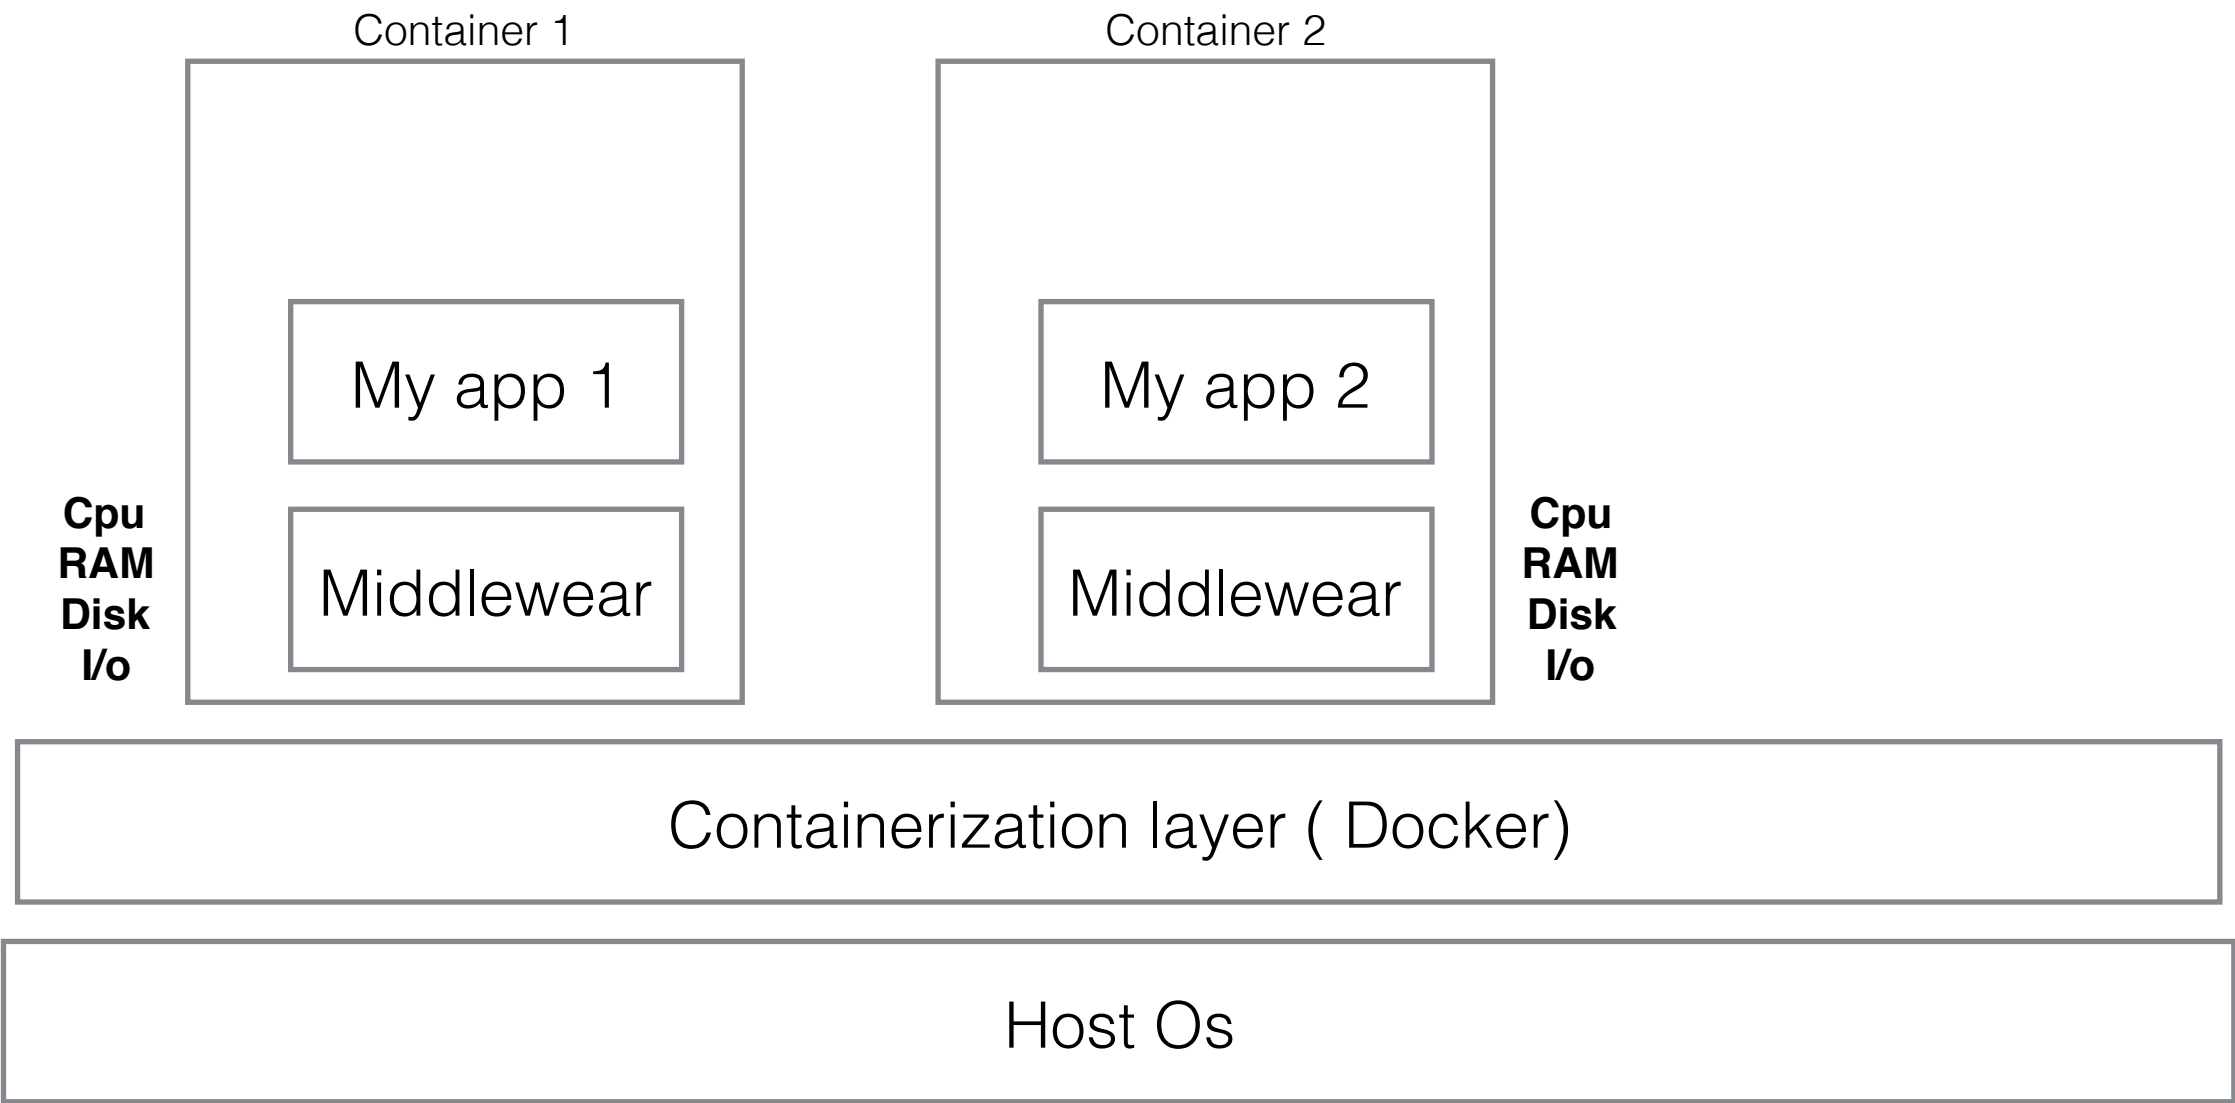 Container 1
Container 2
My app 1
My app 2
Cpu
RAM
Disk
I/o
Middlewear
Middlewear
Cpu
RAM
Disk
I/o
Containerization layer ( Docker)
Host Os